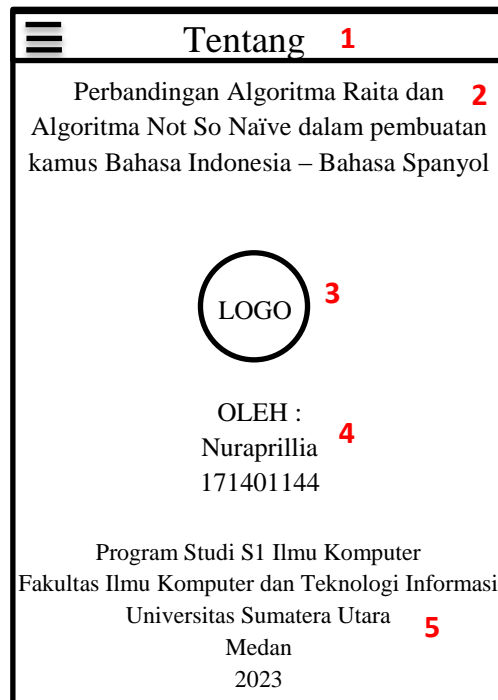 Tentang 1
Perbandingan Algoritma Raita dan 2
Algoritma Not So Naïve dalam pembuatan
kamus Bahasa Indonesia – Bahasa Spanyol
LOGO 3
OLEH :
Nuraprillia 4
171401144
Program Studi S1 Ilmu Komputer
Fakultas Ilmu Komputer dan Teknologi Informasi
Universitas Sumatera Utara 5
Medan
2023